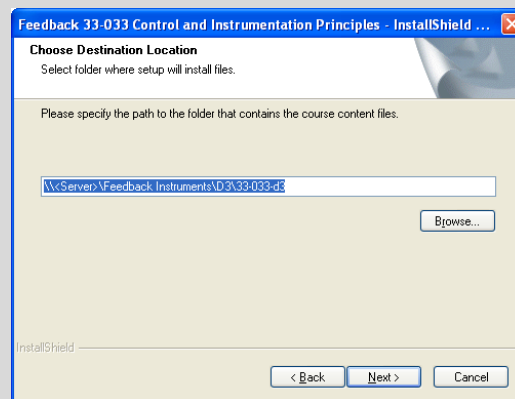 Feedback 33-033 Control and Instrumentation Principles - InstallShield ...
Choose Destination Location
Select folder where setup will install files.
Please specify the path to the folder that contains the course content files.
\\<Server>\Feedback Instruments\D3\33-033-d3
Browse...
InstallShield
< Back
Next >
Cancel